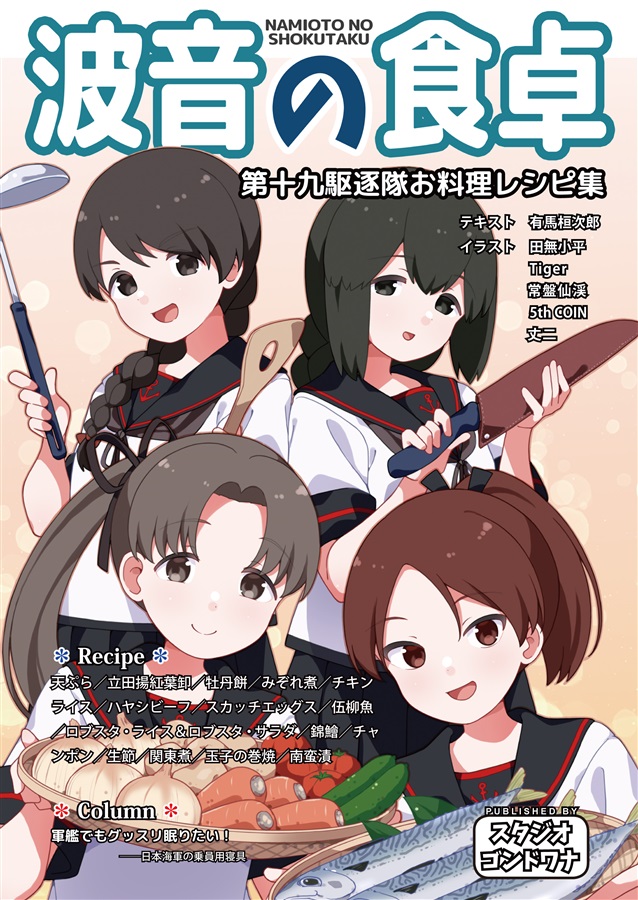 NAMIOTO NO
SHOKUTAKU
波音の食卓
第十九駆逐隊お料理レシピ集
テキスト 有馬桓次郎
イラスト 田無小平
Tiger
常盤仙渓
5th COIN
丈二
Recipe
天ぷら／立田揚紅葉卸／牡丹餅／みぞれ煮／チキン
ライス／ハヤシビーフ／スカッチエッグス／伍柳魚
／ロブスタ・ライス＆ロブスタ・サラダ／錦鱠／チャ
ンポン／生節／関東煮／玉子の巻焼／南蛮漬
Column
軍艦でもグッスリ眠りたい！
――日本海軍の乗員用寝具
PUBLISHED BY
スタジオ
ゴンドワナ